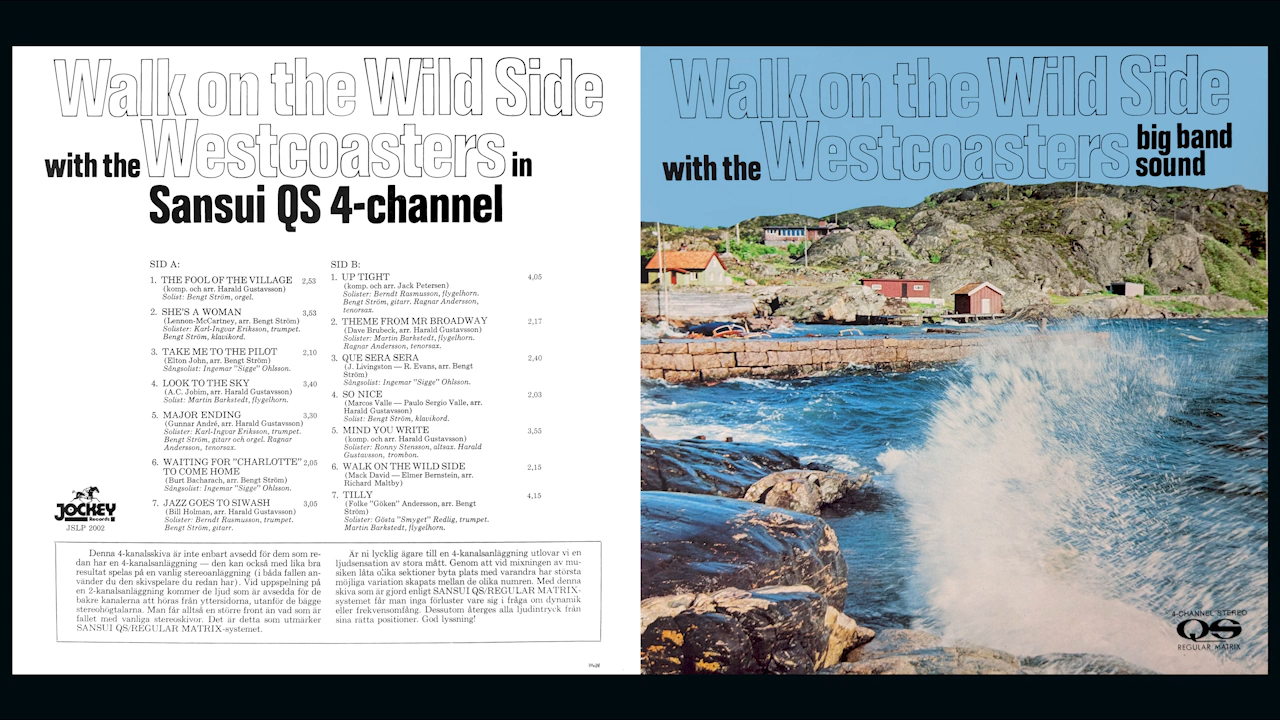 Walk on the Wild Side
with the Westcoasters in
Sansui QS 4-channel
SID A:
1. THE FOOL OF THE VILLAGE 2,53
(komp. och arr. Harald Gustavsson)
Solist: Bengt Ström, orgel.
2. SHE'S A WOMAN 3,53
(Lennon-McCartney, arr. Bengt Ström)
Solister: Karl-Ingvar Eriksson, trumpet.
Bengt Ström, klavikord.
3. TAKE ME TO THE PILOT 2,10
(Elton John, arr. Bengt Ström)
Sångsolist: Ingemar "Sigge" Ohlsson.
4. LOOK TO THE SKY 3,40
(A.C. Jobim, arr. Harald Gustavsson)
Solist: Martin Barkstedt, flygelhorn.
5. MAJOR ENDING 3,30
(Gunnar André, arr. Harald Gustavsson)
Solister: Karl-Ingvar Eriksson, trumpet.
Bengt Ström, gitarr och orgel. Ragnar
Andersson, tenorsax.
6. WAITING FOR "CHARLOTTE" 2,05
TO COME HOME
(Burt Bacharach, arr. Bengt Ström)
Sångsolist: Ingemar "Sigge" Ohlsson.
7. JAZZ GOES TO SIWASH 3,05
(Bill Holman, arr. Harald Gustavsson)
Solister: Berndt Rasmusson, trumpet.
Bengt Ström, gitarr.
SID B:
1. UP TIGHT 4,05
(komp. och arr. Jack Petersen)
Solister: Berndt Rasmusson, flygelhorn.
Bengt Ström, gitarr. Ragnar Andersson,
tenorsax.
2. THEME FROM MR BROADWAY 2,17
(Dave Brubeck, arr. Harald Gustavsson)
Solister: Martin Barkstedt, flygelhorn.
Ragnar Andersson, tenorsax.
3. QUE SERA SERA 2,40
(J. Livingston — R. Evans, arr. Bengt
Ström)
Sångsolist: Ingemar "Sigge" Ohlsson.
4. SO NICE 2,03
(Marcos Valle — Paulo Sergio Valle, arr.
Harald Gustavsson)
Solist: Bengt Ström, klavikord.
5. MIND YOU WRITE 3,55
(komp. och arr. Harald Gustavsson)
Solister: Ronny Stensson, altsax. Harald
Gustavsson, trombon.
6. WALK ON THE WILD SIDE 2,15
(Mack David — Elmer Bernstein, arr.
Richard Maltby)
7. TILLY 4,15
(Folke "Göken" Andersson, arr. Bengt
Ström)
Solister: Gösta "Smyget" Redlig, trumpet.
Martin Barkstedt, flygelhorn.
JOCKEY
Records
JSLP 2002
Denna 4-kanalsskiva är inte enbart avsedd för dem som re-
dan har en 4-kanalsanläggning — den kan också med lika bra
resultat spelas på en vanlig stereoanläggning (i båda fallen an-
vänder du den skivspelare du redan har). Vid uppspelning på
en 2-kanalsanläggning kommer de ljud som är avsedda för de
bakre kanalerna att höras från yttersidorna, utanför de bägge
stereohögtalarna. Man får alltså en större front än vad som är
fallet med vanliga stereoskivor. Det är detta som utmärker
SANSUI QS/REGULAR MATRIX-systemet.
Är ni lycklig ägare till en 4-kanalsanläggning utlovar vi en
ljudsensation av stora mått. Genom att vid mixningen av mu-
siken låta olika sektioner byta plats med varandra har största
möjliga variation skapats mellan de olika numren. Med denna
skiva som är gjord enligt SANSUI QS/REGULAR MATRIX-
systemet får man inga förluster vare sig i fråga om dynamik
eller frekvensomfång. Dessutom återges alla ljudintryck från
sina rätta positioner. God lyssning!
Walk on the Wild Side
with the Westcoasters big band
sound
4-CHANNEL STEREO
QS
REGULAR MATRIX